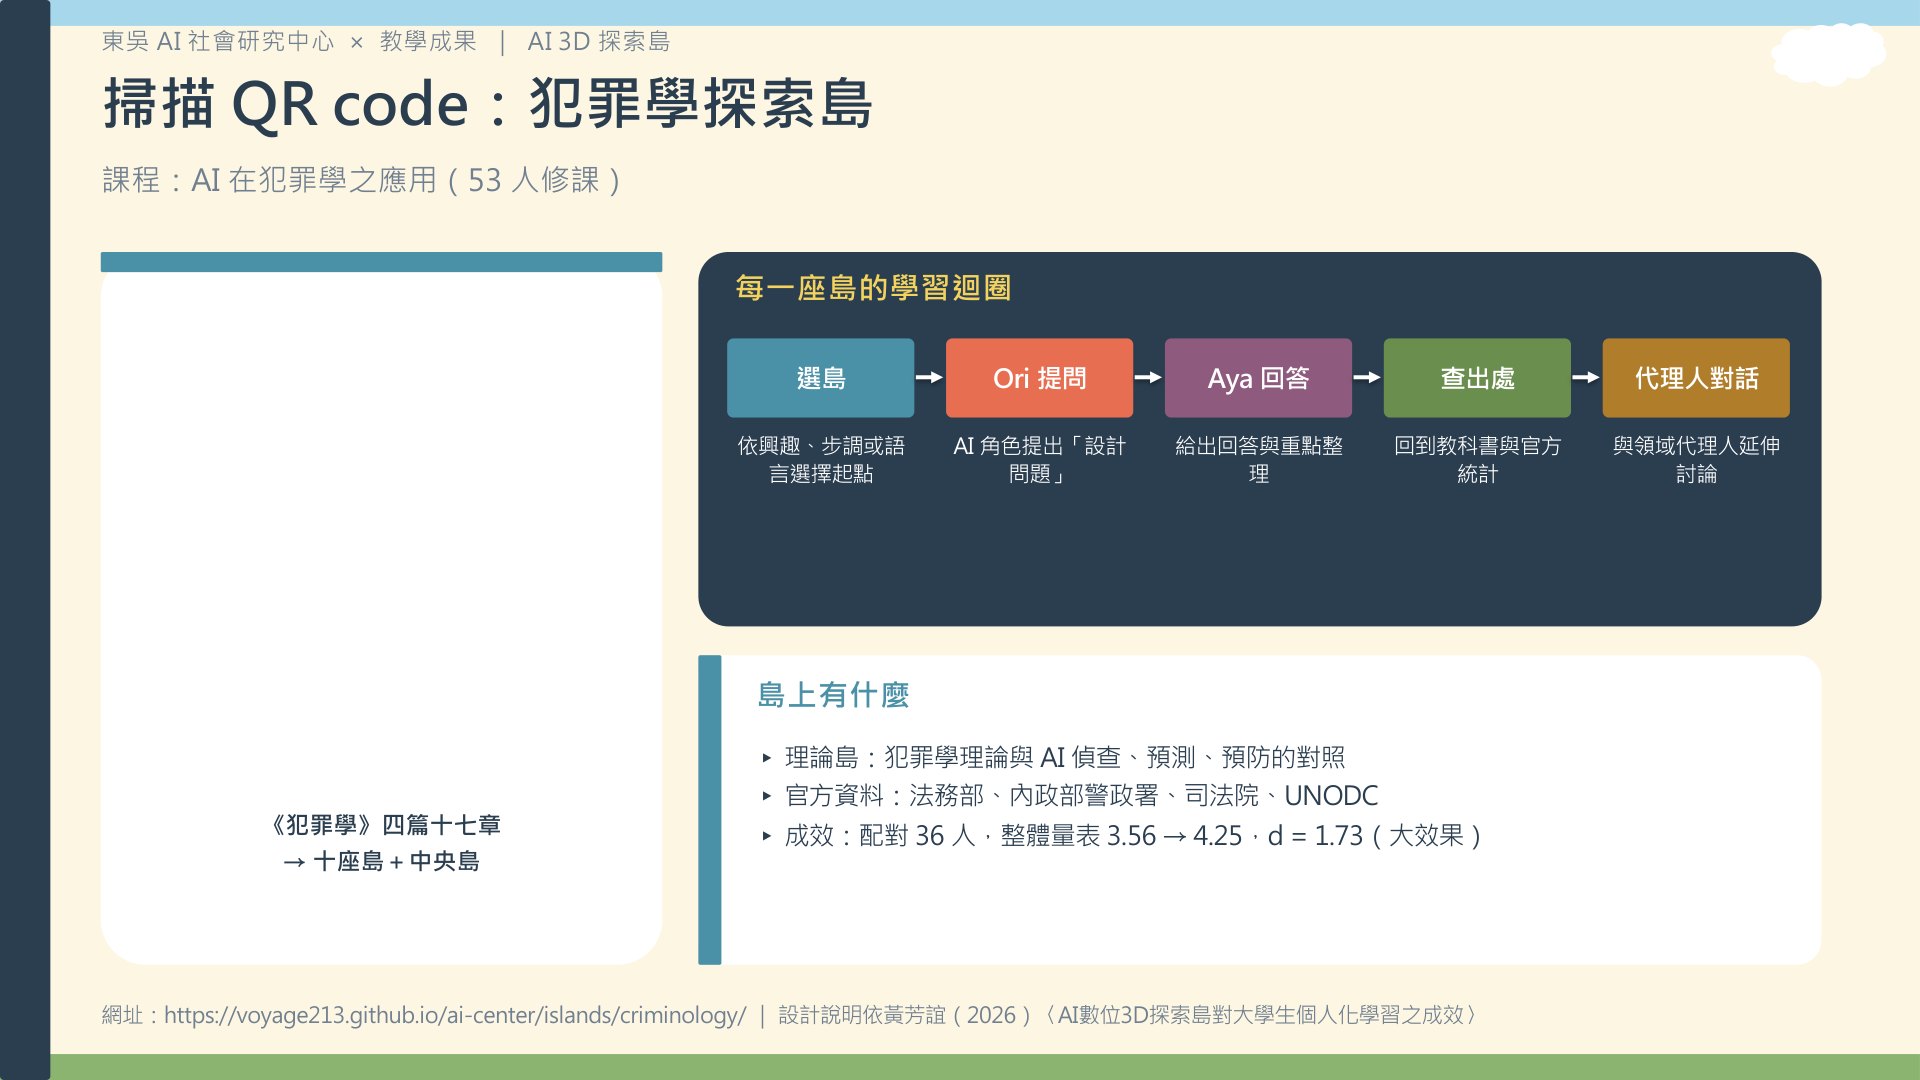 東吳 AI 社會研究中心 × 教學成果 ｜ AI 3D 探索島
掃描 QR code：犯罪學探索島
課程：AI 在犯罪學之應用（53 人修課）
《犯罪學》四篇十七章
→ 十座島 + 中央島
每一座島的學習迴圈
選島
依興趣、步調或語
言選擇起點
Ori 提問
AI 角色提出「設計
問題」
Aya 回答
給出回答與重點整
理
查出處
回到教科書與官方
統計
代理人對話
與領域代理人延伸
討論
島上有什麼
▸ 理論島：犯罪學理論與 AI 偵查、預測、預防的對照
▸ 官方資料：法務部、內政部警政署、司法院、UNODC
▸ 成效：配對 36 人，整體量表 3.56 → 4.25，d = 1.73（大效果）
網址：https://voyage213.github.io/ai-center/islands/criminology/ ｜ 設計說明依黃芳誼（2026）〈AI數位3D探索島對大學生個人化學習之成效〉